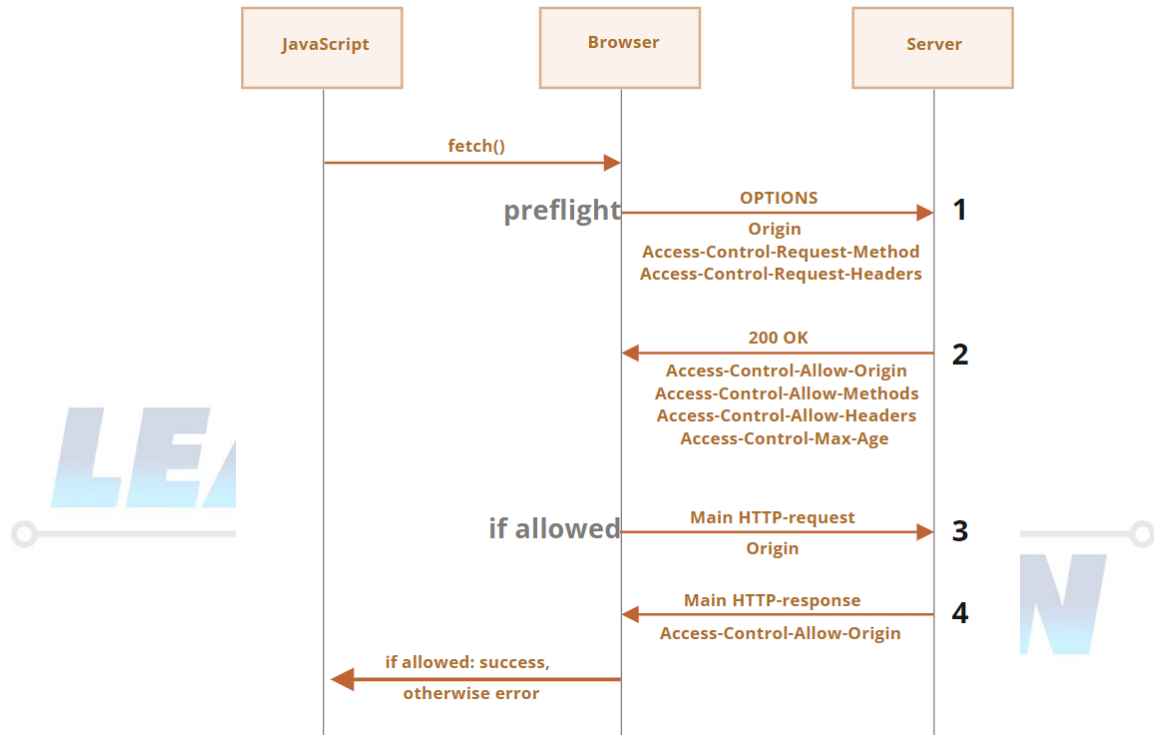 JavaScript
Browser
Server
fetch()
preflight
OPTIONS
1
Origin
Access-Control-Request-Method
Access-Control-Request-Headers
200 OK
2
Access-Control-Allow-Origin
Access-Control-Allow-Methods
Access-Control-Allow-Headers
Access-Control-Max-Age
if allowed
Main HTTP-request
3
Origin
Main HTTP-response
4
Access-Control-Allow-Origin
if allowed: success,
otherwise error